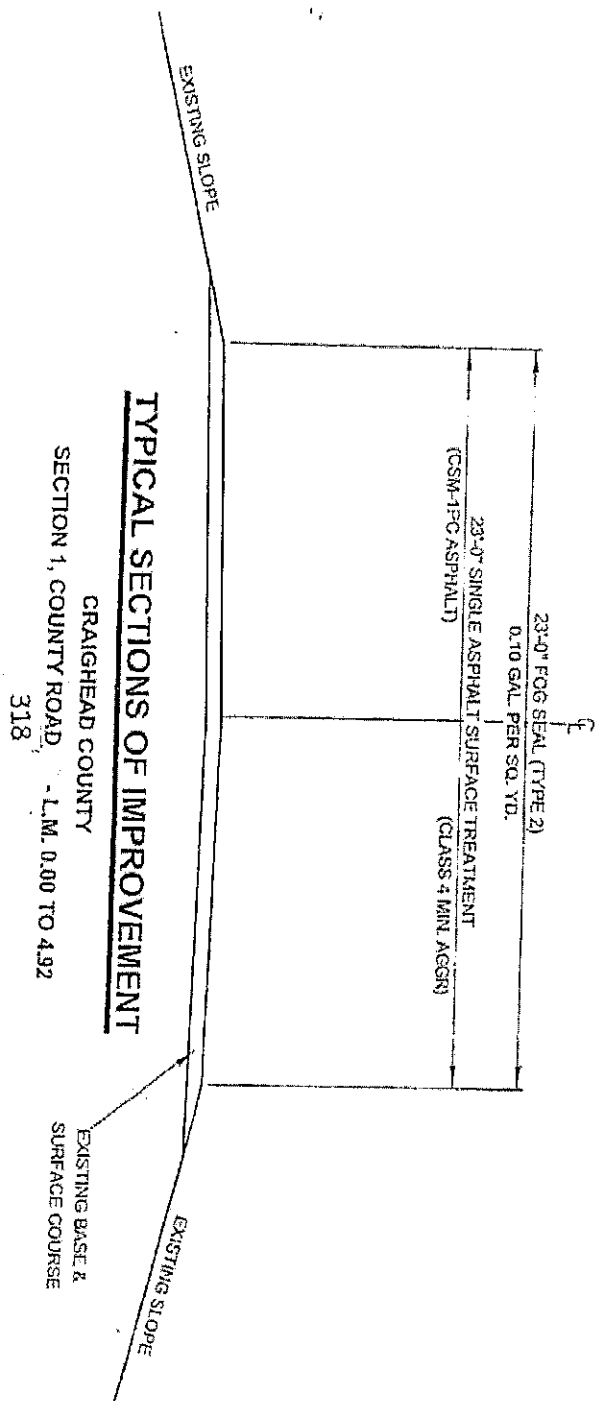 ℄
23'-0" FOG SEAL (TYPE 2)
0.10 GAL. PER SQ. YD.
23'-0" SINGLE ASPHALT SURFACE TREATMENT
(CSM-1PC ASPHALT) (CLASS 4 MIN. AGGR)
EXISTING SLOPE
EXISTING SLOPE
EXISTING BASE &
SURFACE COURSE
TYPICAL SECTIONS OF IMPROVEMENT
CRAIGHEAD COUNTY
SECTION 1, COUNTY ROAD , - L.M. 0.00 TO 4.92
318